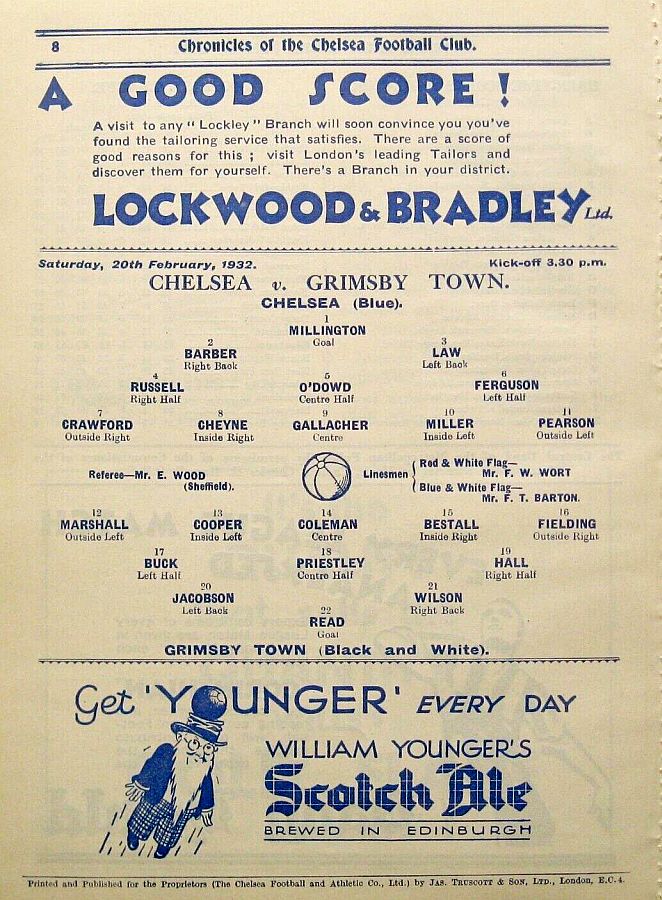 8
Chronicles of the Chelsea Football Club.
A GOOD SCORE!
A visit to any "Lockley" Branch will soon convince you you've
found the tailoring service that satisfies. There are a score of
good reasons for this ; visit London's leading Tailors and
discover them for yourself. There's a Branch in your district.
LOCKWOOD & BRADLEY Ltd.
Saturday, 20th February, 1932. Kick-off 3.30 p.m.
CHELSEA v. GRIMSBY TOWN.
CHELSEA (Blue).
1
MILLINGTON
Goal
2 3
BARBER LAW
Right Back Left Back
4 5 6
RUSSELL O'DOWD FERGUSON
Right Half Centre Half Left Half
7 8 9 10 11
CRAWFORD CHEYNE GALLACHER MILLER PEARSON
Outside Right Inside Right Centre Inside Left Outside Left
Referee—Mr. E. WOOD
(Sheffield).
Linesmen
Red & White Flag—
Mr. F. W. WORT
Blue & White Flag—
Mr. F. T. BARTON.
12 13 14 15 16
MARSHALL COOPER COLEMAN BESTALL FIELDING
Outside Left Inside Left Centre Inside Right Outside Right
17 18 19
BUCK PRIESTLEY HALL
Left Half Centre Half Right Half
20 21
JACOBSON WILSON
Left Back Right Back
22
READ
Goal
GRIMSBY TOWN (Black and White).
Get 'YOUNGER' EVERY DAY
WILLIAM YOUNGER'S
Scotch Ale
BREWED IN EDINBURGH
Printed and Published for the Proprietors (The Chelsea Football and Athletic Co., Ltd.) by JAS. TRUSCOTT & SON, LTD., London, E.C.4.